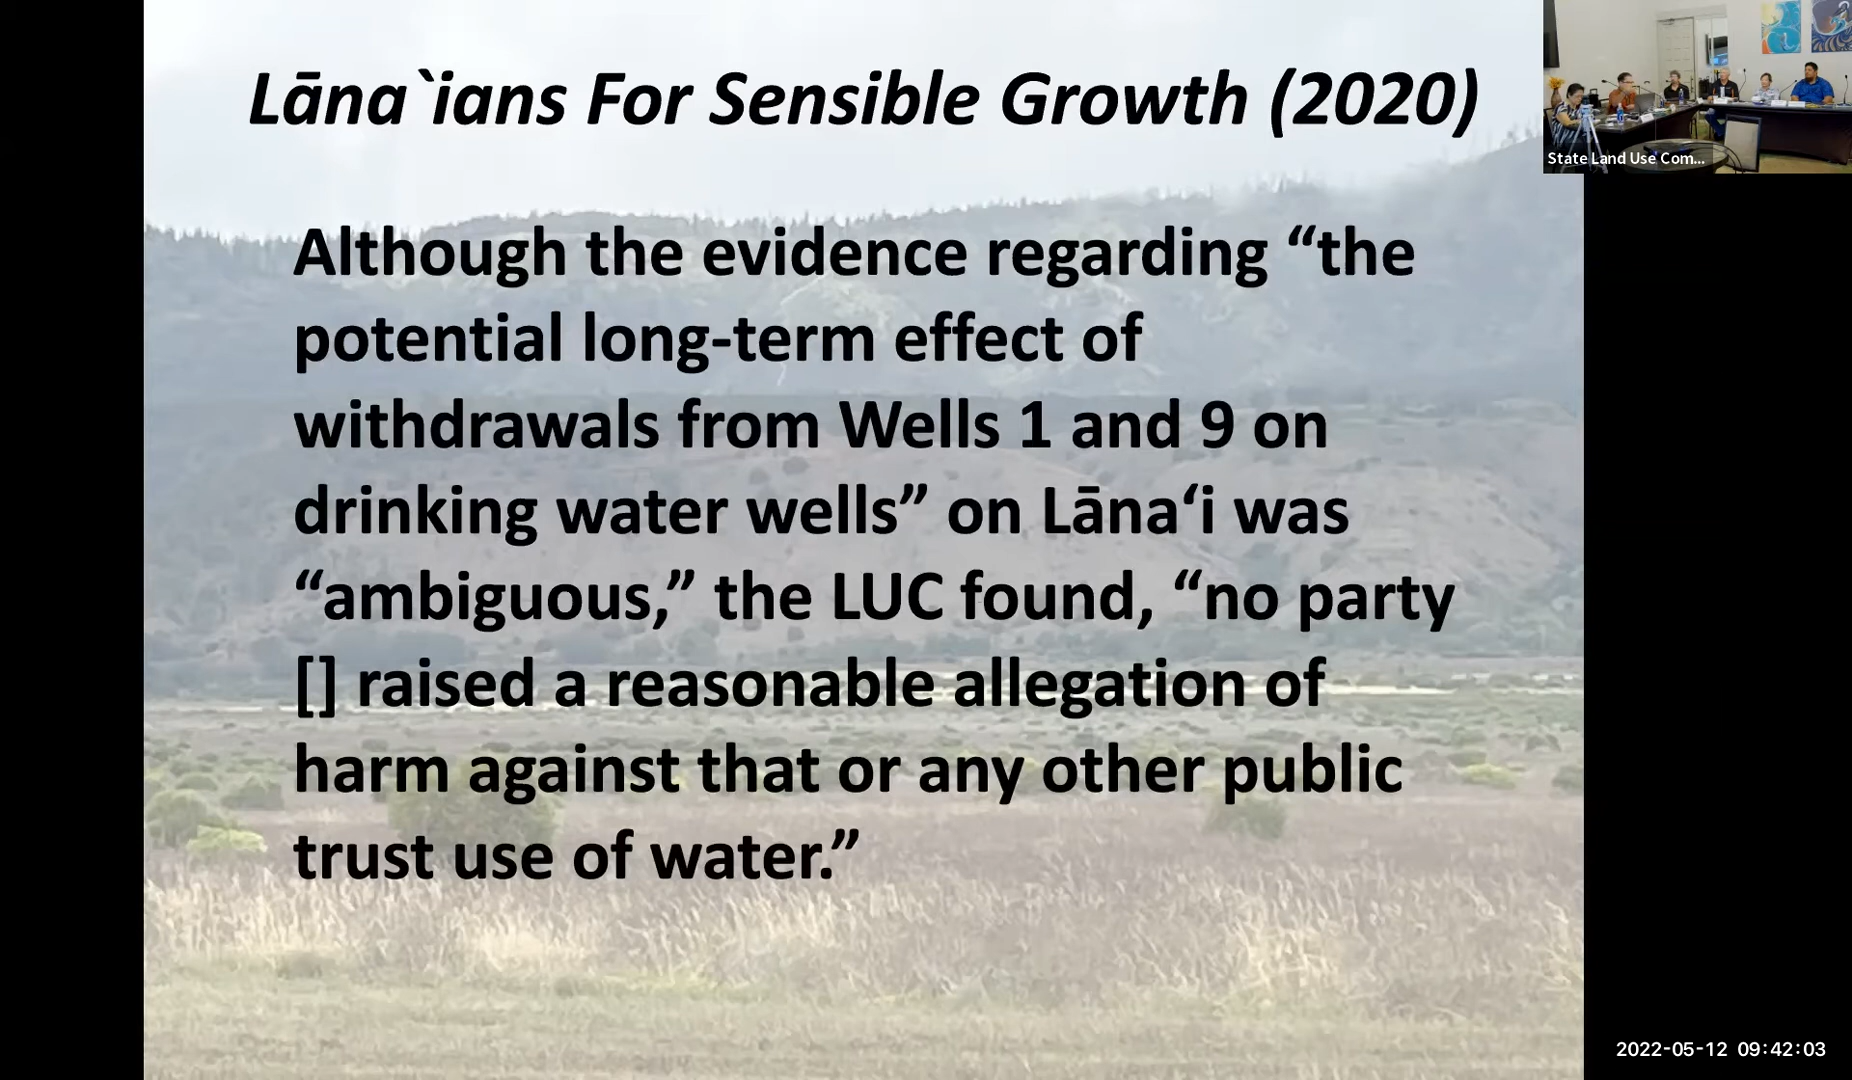 Lāna`ians For Sensible Growth (2020)
State Land Use Com...
Although the evidence regarding “the
potential long-term effect of
withdrawals from Wells 1 and 9 on
drinking water wells” on Lāna‘i was
“ambiguous,” the LUC found, “no party
[] raised a reasonable allegation of
harm against that or any other public
trust use of water.”
2022-05-12 09:42:03